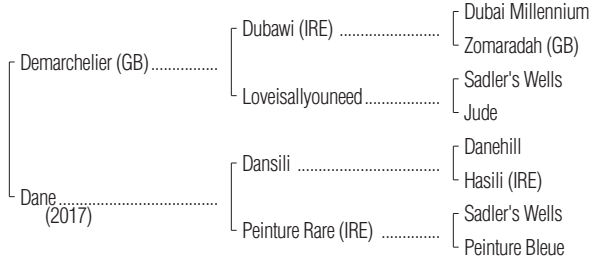 Dubai Millennium
Dubawi (IRE) ..................
Zomaradah (GB)
Demarchelier (GB) ................
Sadler's Wells
Loveisallyouneed ..................
Jude
Danehill
Dansili ..................................
Hasili (IRE)
Dane ......................................
(2017)
Sadler's Wells
Peinture Rare (IRE) ..............
Peinture Bleue